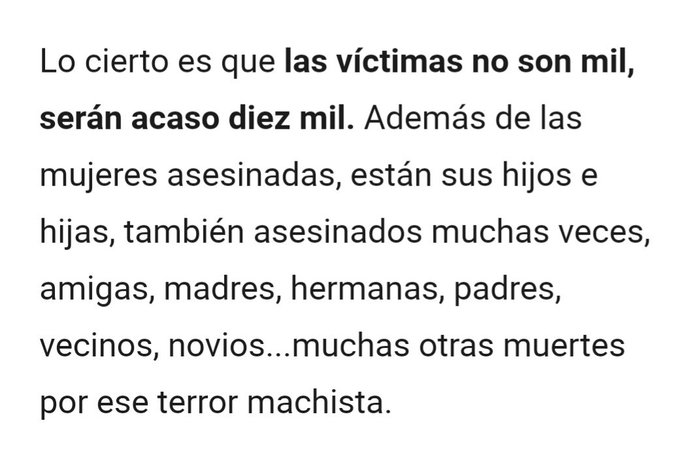 Lo cierto es que las víctimas no son mil,
serán acaso diez mil. Además de las
mujeres asesinadas, están sus hijos e
hijas, también asesinados muchas veces,
amigas, madres, hermanas, padres,
vecinos, novios...muchas otras muertes
por ese terror machista.